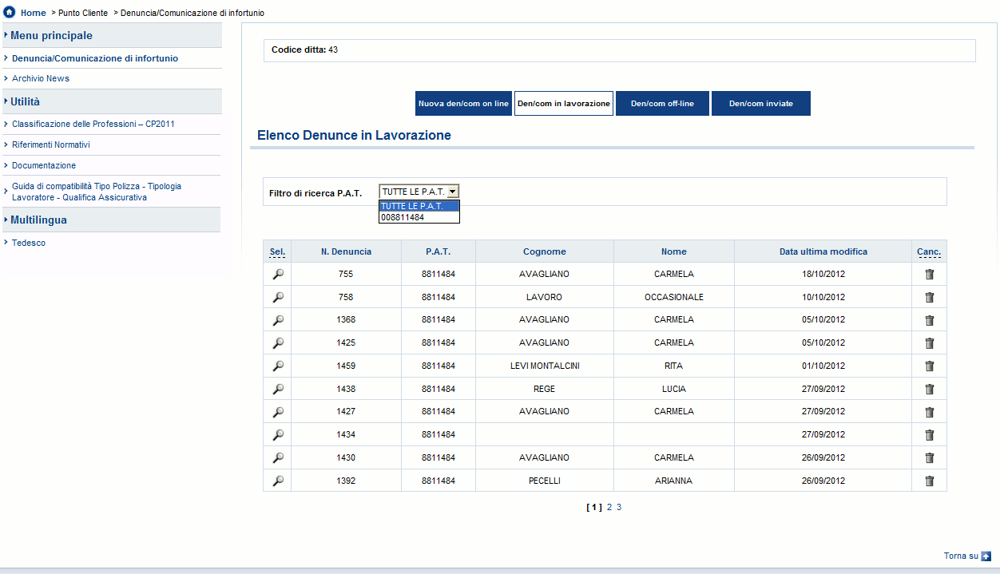 Home > Punto Cliente > Denuncia/Comunicazione di infortunio
Menu principale
Denuncia/Comunicazione di infortunio
Archivio News
Utilità
Classificazione delle Professioni – CP2011
Riferimenti Normativi
Documentazione
Guida di compatibilità Tipo Polizza - Tipologia
Lavoratore - Qualifica Assicurativa
Multilingua
Tedesco
Codice ditta: 43
Nuova den/com on line Den/com in lavorazione Den/com off-line Den/com inviate
Elenco Denunce in Lavorazione
Filtro di ricerca P.A.T. TUTTE LE P.A.T.
TUTTE LE P.A.T.
008811484
Sel. N. Denuncia P.A.T. Cognome Nome Data ultima modifica Canc.
755 8811484 AVAGLIANO CARMELA 18/10/2012
758 8811484 LAVORO OCCASIONALE 10/10/2012
1368 8811484 AVAGLIANO CARMELA 05/10/2012
1425 8811484 AVAGLIANO CARMELA 05/10/2012
1459 8811484 LEVI MONTALCINI RITA 01/10/2012
1438 8811484 REGE LUCIA 27/09/2012
1427 8811484 AVAGLIANO CARMELA 27/09/2012
1434 8811484 27/09/2012
1430 8811484 AVAGLIANO CARMELA 26/09/2012
1392 8811484 PECELLI ARIANNA 26/09/2012
[ 1 ] 2 3
Torna su